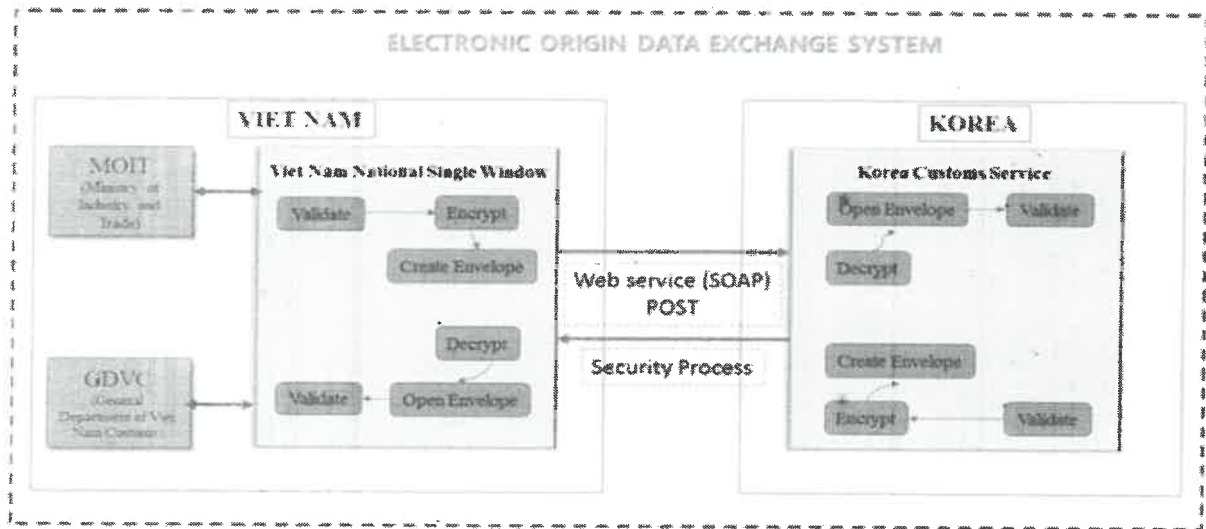 ELECTRONIC ORIGIN DATA EXCHANGE SYSTEM
VIET NAM
MOIT
(Ministry of
Industry and
Trade)
GDVC
(General
Department of Viet
Nam Customs
Viet Nam National Single Window
Validate
Encrypt
Create Envelope
Decrypt
Validate
Open Envelope
Web service (SOAP)
POST
Security Process
KOREA
Korea Customs Service
Open Envelope
Validate
Decrypt
Create Envelope
Encrypt
Validate